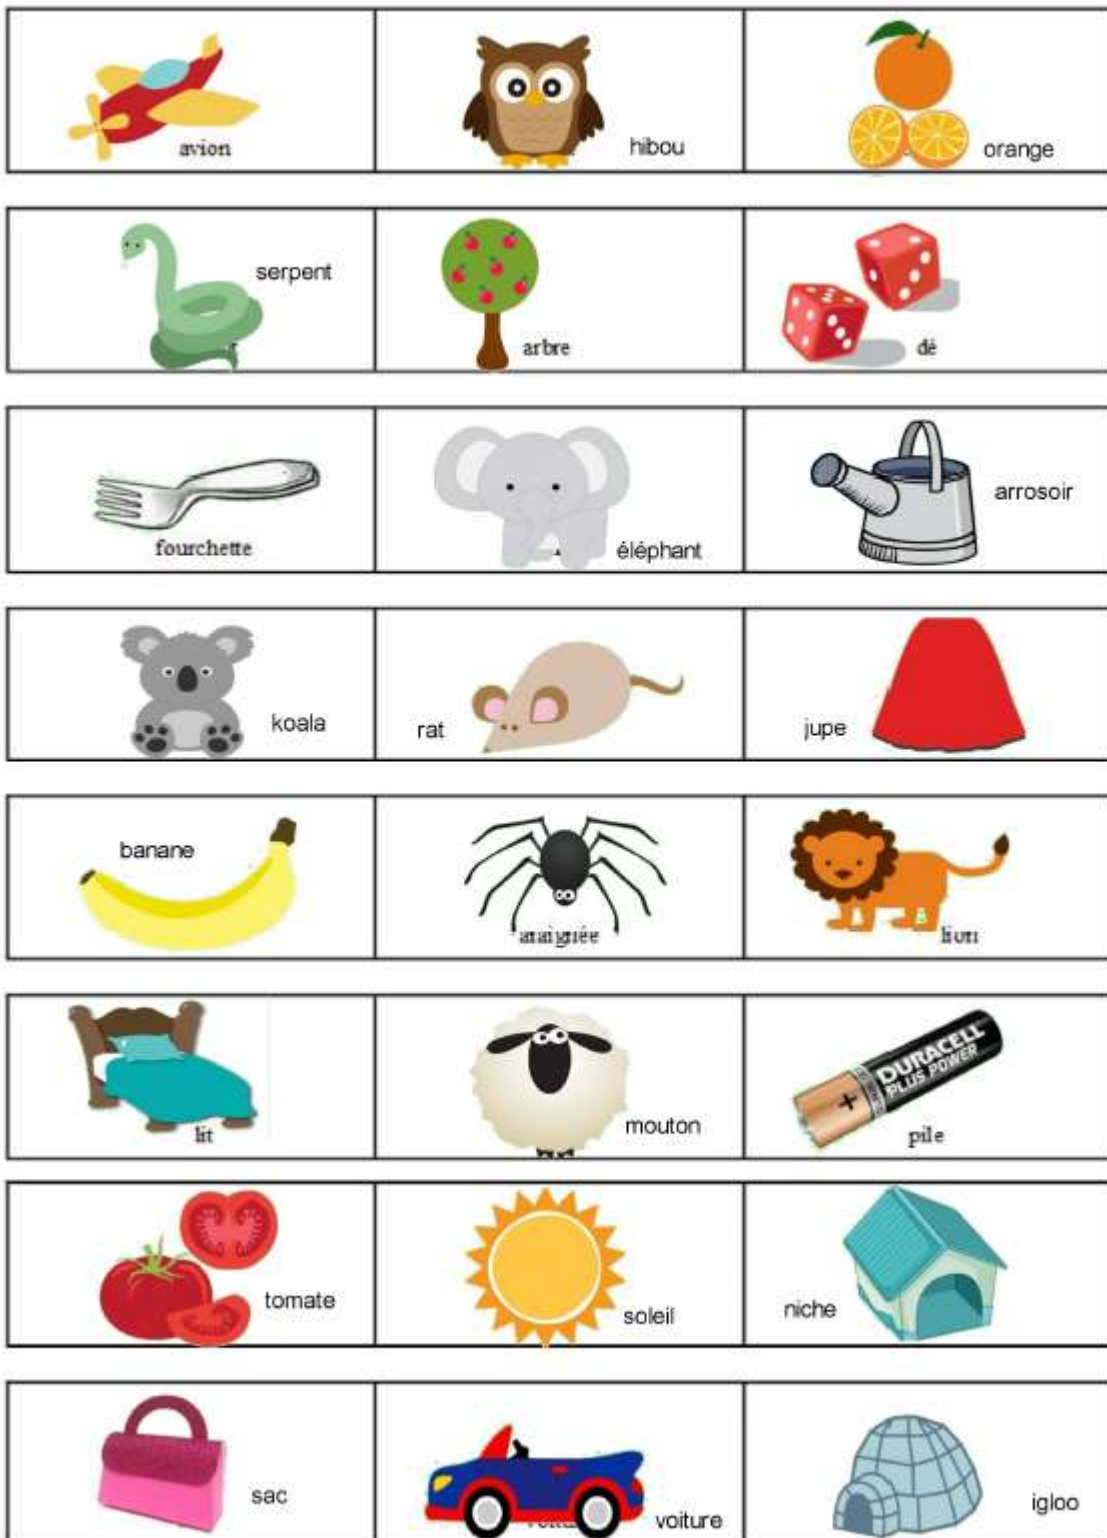 avion
hibou
orange
serpent
arbre
dé
fourchette
éléphant
arrosoir
koala
rat
jupe
banane
araignée
lion
lit
mouton
DURACELL
PLUS POWER
+
pile
tomate
soleil
niche
sac
voiture
igloo